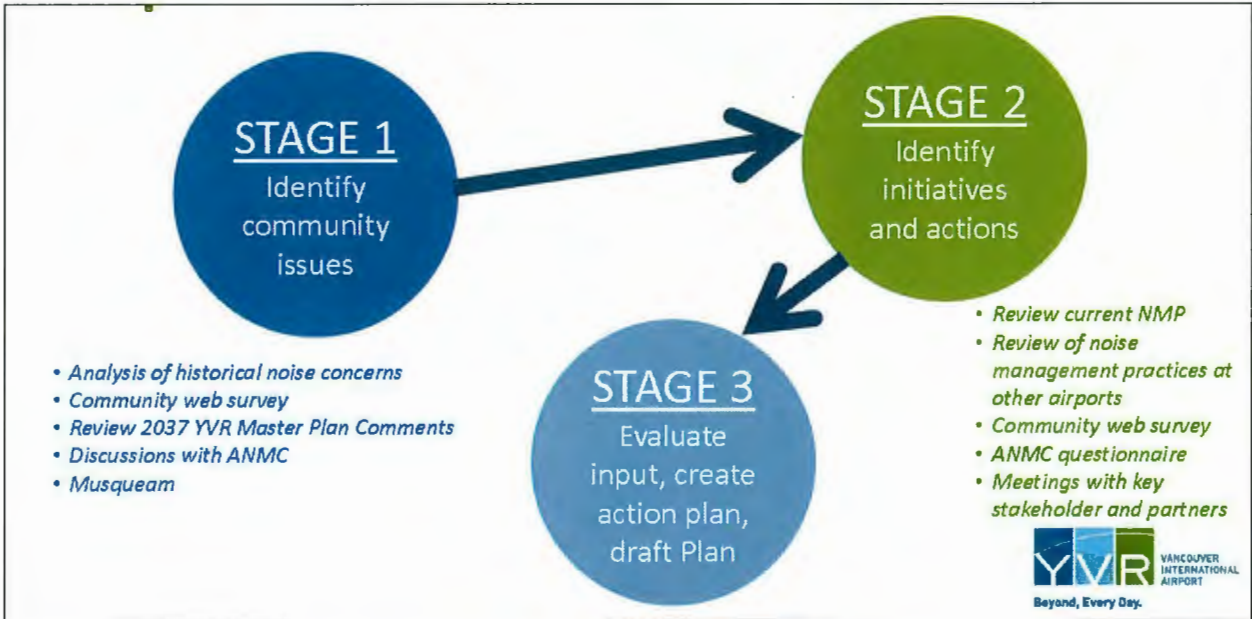 STAGE 1
Identify
community
issues
• Analysis of historical noise concerns
• Community web survey
• Review 2037 YVR Master Plan Comments
• Discussions with ANMC
• Musqueam
STAGE 2
Identify
initiatives
and actions
• Review current NMP
• Review of noise
management practices at
other airports
• Community web survey
• ANMC questionnaire
• Meetings with key
stakeholder and partners
STAGE 3
Evaluate
input, create
action plan,
draft Plan
YVR
VANCOUVER
INTERNATIONAL
AIRPORT
Beyond, Every Day.